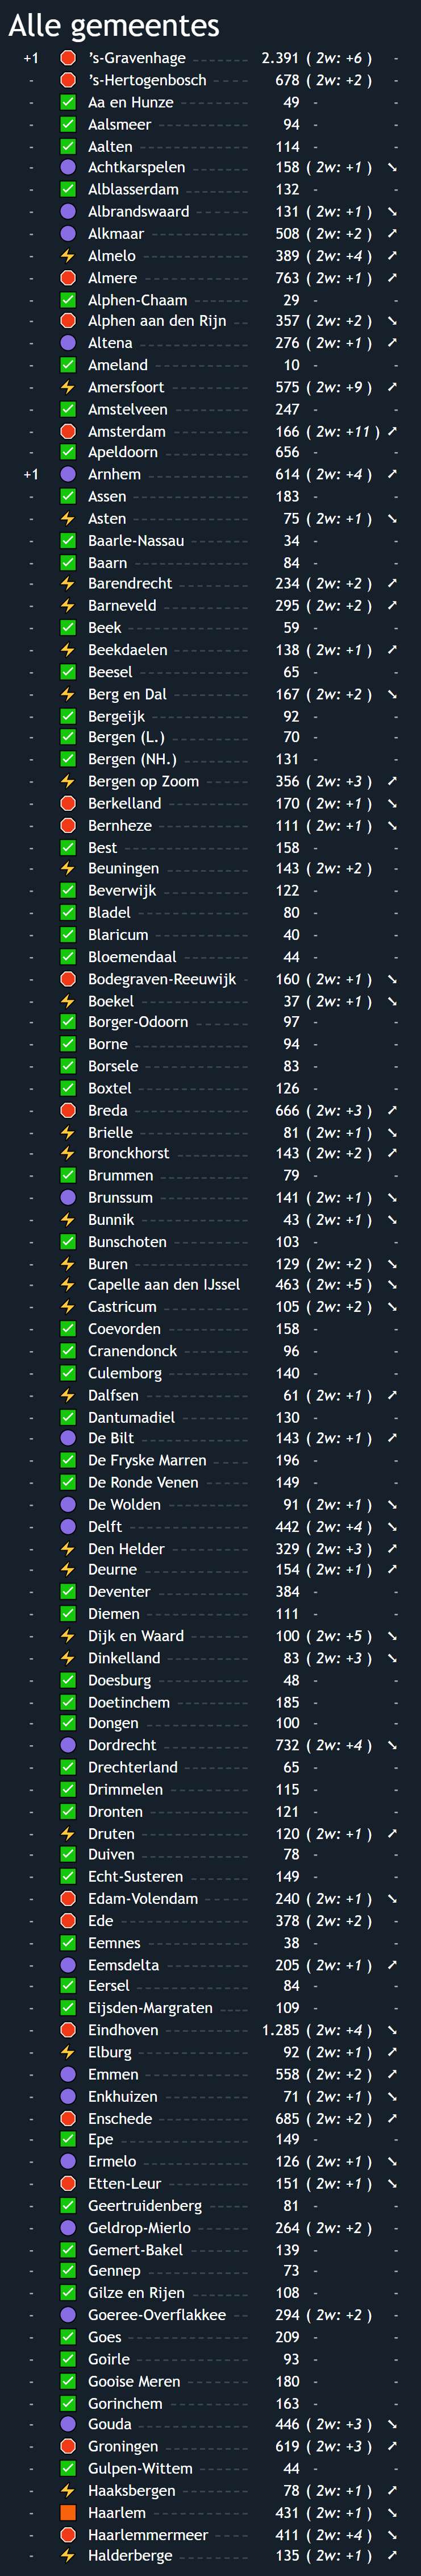 Alle gemeentes
+1 's-Gravenhage 2.391 ( 2w: +6 ) -
- 's-Hertogenbosch 678 ( 2w: +2 ) -
- Aa en Hunze 49 - -
- Aalsmeer 94 - -
- Aalten 114 - -
- Achtkarspelen 158 ( 2w: +1 ) ➘
- Alblasserdam 132 - -
- Albrandswaard 131 ( 2w: +1 ) ➘
- Alkmaar 508 ( 2w: +2 ) ➚
- Almelo 389 ( 2w: +4 ) ➚
- Almere 763 ( 2w: +1 ) ➚
- Alphen-Chaam 29 - -
- Alphen aan den Rijn 357 ( 2w: +2 ) ➘
- Altena 276 ( 2w: +1 ) ➚
- Ameland 10 - -
- Amersfoort 575 ( 2w: +9 ) ➚
- Amstelveen 247 - -
- Amsterdam 166 ( 2w: +11 ) ➚
- Apeldoorn 656 - -
+1 Arnhem 614 ( 2w: +4 ) ➚
- Assen 183 - -
- Asten 75 ( 2w: +1 ) ➘
- Baarle-Nassau 34 - -
- Baarn 84 - -
- Barendrecht 234 ( 2w: +2 ) ➚
- Barneveld 295 ( 2w: +2 ) ➚
- Beek 59 - -
- Beekdaelen 138 ( 2w: +1 ) ➚
- Beesel 65 - -
- Berg en Dal 167 ( 2w: +2 ) ➘
- Bergeijk 92 - -
- Bergen (L.) 70 - -
- Bergen (NH.) 131 - -
- Bergen op Zoom 356 ( 2w: +3 ) ➚
- Berkelland 170 ( 2w: +1 ) ➘
- Bernheze 111 ( 2w: +1 ) ➘
- Best 158 - -
- Beuningen 143 ( 2w: +2 ) -
- Beverwijk 122 - -
- Bladel 80 - -
- Blaricum 40 - -
- Bloemendaal 44 - -
- Bodegraven-Reeuwijk 160 ( 2w: +1 ) ➘
- Boekel 37 ( 2w: +1 ) ➘
- Borger-Odoorn 97 - -
- Borne 94 - -
- Borsele 83 - -
- Boxtel 126 - -
- Breda 666 ( 2w: +3 ) ➚
- Brielle 81 ( 2w: +1 ) ➘
- Bronckhorst 143 ( 2w: +2 ) ➚
- Brummen 79 - -
- Brunssum 141 ( 2w: +1 ) ➘
- Bunnik 43 ( 2w: +1 ) ➘
- Bunschoten 103 - -
- Buren 129 ( 2w: +2 ) ➘
- Capelle aan den IJssel 463 ( 2w: +5 ) ➘
- Castricum 105 ( 2w: +2 ) ➘
- Coevorden 158 - -
- Cranendonck 96 - -
- Culemborg 140 - -
- Dalfsen 61 ( 2w: +1 ) ➚
- Dantumadiel 130 - -
- De Bilt 143 ( 2w: +1 ) ➚
- De Fryske Marren 196 - -
- De Ronde Venen 149 - -
- De Wolden 91 ( 2w: +1 ) ➘
- Delft 442 ( 2w: +4 ) ➘
- Den Helder 329 ( 2w: +3 ) ➚
- Deurne 154 ( 2w: +1 ) ➚
- Deventer 384 - -
- Diemen 111 - -
- Dijk en Waard 100 ( 2w: +5 ) ➘
- Dinkelland 83 ( 2w: +3 ) ➘
- Doesburg 48 - -
- Doetinchem 185 - -
- Dongen 100 - -
- Dordrecht 732 ( 2w: +4 ) ➘
- Drechterland 65 - -
- Drimmelen 115 - -
- Dronten 121 - -
- Druten 120 ( 2w: +1 ) ➚
- Duiven 78 - -
- Echt-Susteren 149 - -
- Edam-Volendam 240 ( 2w: +1 ) ➘
- Ede 378 ( 2w: +2 ) -
- Eemnes 38 - -
- Eemsdelta 205 ( 2w: +1 ) ➚
- Eersel 84 - -
- Eijsden-Margraten 109 - -
- Eindhoven 1.285 ( 2w: +4 ) ➘
- Elburg 92 ( 2w: +1 ) ➚
- Emmen 558 ( 2w: +2 ) ➚
- Enkhuizen 71 ( 2w: +1 ) ➘
- Enschede 685 ( 2w: +2 ) ➚
- Epe 149 - -
- Ermelo 126 ( 2w: +1 ) ➘
- Etten-Leur 151 ( 2w: +1 ) ➘
- Geertruidenberg 81 - -
- Geldrop-Mierlo 264 ( 2w: +2 ) -
- Gemert-Bakel 139 - -
- Gennep 73 - -
- Gilze en Rijen 108 - -
- Goeree-Overflakkee 294 ( 2w: +2 ) -
- Goes 209 - -
- Goirle 93 - -
- Gooise Meren 180 - -
- Gorinchem 163 - -
- Gouda 446 ( 2w: +3 ) ➘
- Groningen 619 ( 2w: +3 ) ➚
- Gulpen-Wittem 44 - -
- Haaksbergen 78 ( 2w: +1 ) ➚
- Haarlem 431 ( 2w: +1 ) ➘
- Haarlemmermeer 411 ( 2w: +4 ) ➘
- Halderberge 135 ( 2w: +1 ) ➚